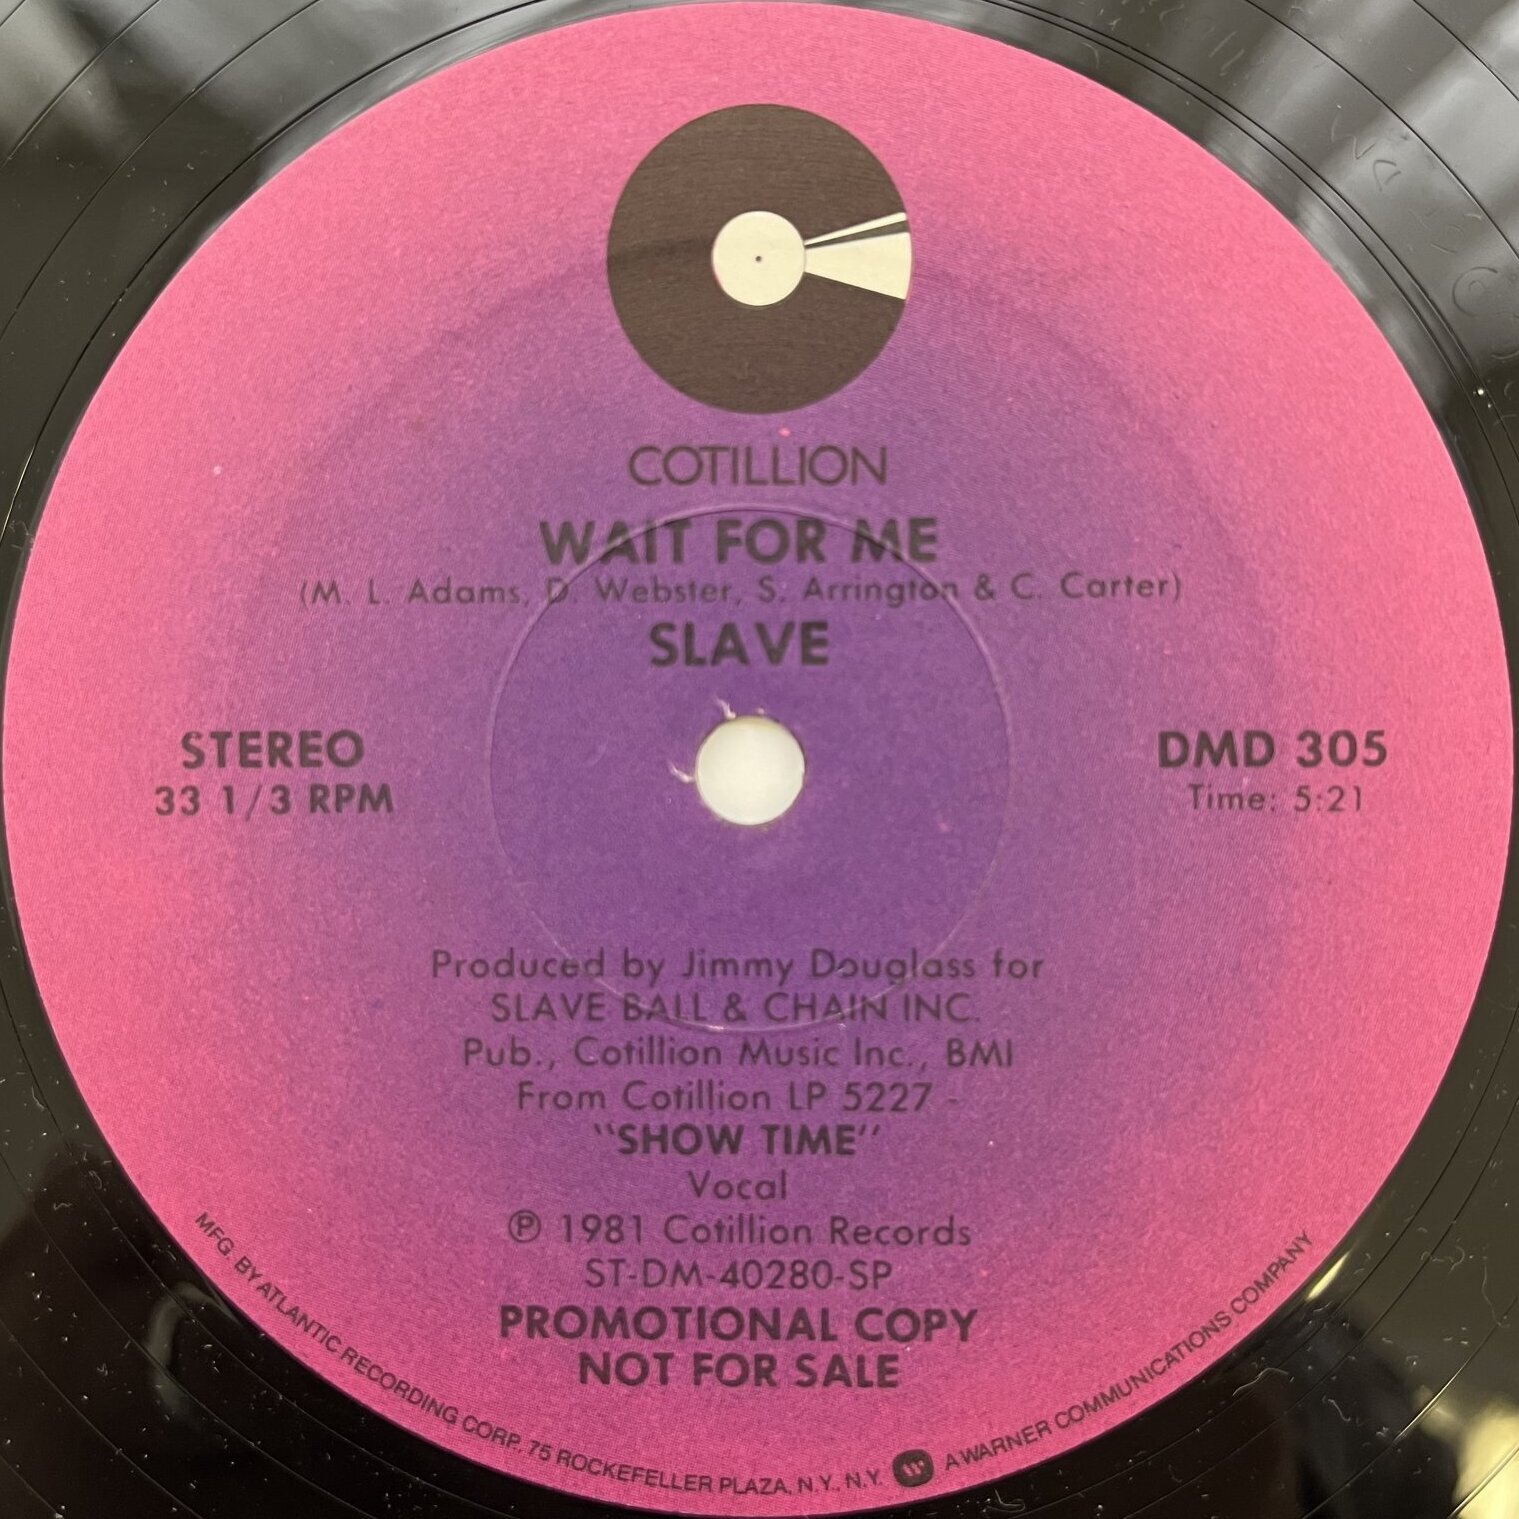 COTILLION
WAIT FOR ME
(M. L. Adams, D. Webster, S. Arrington & C. Carter)
SLAVE
STEREO
33 1/3 RPM
DMD 305
Time: 5:21
Produced by Jimmy Douglass for
SLAVE BALL & CHAIN INC.
Pub., Cotillion Music Inc., BMI
From Cotillion LP 5227 -
"SHOW TIME"
Vocal
℗ 1981 Cotillion Records
ST-DM-40280-SP
PROMOTIONAL COPY
NOT FOR SALE
MFG. BY ATLANTIC RECORDING CORP. 75 ROCKEFELLER PLAZA, N.Y., N.Y. W A WARNER COMMUNICATIONS COMPANY